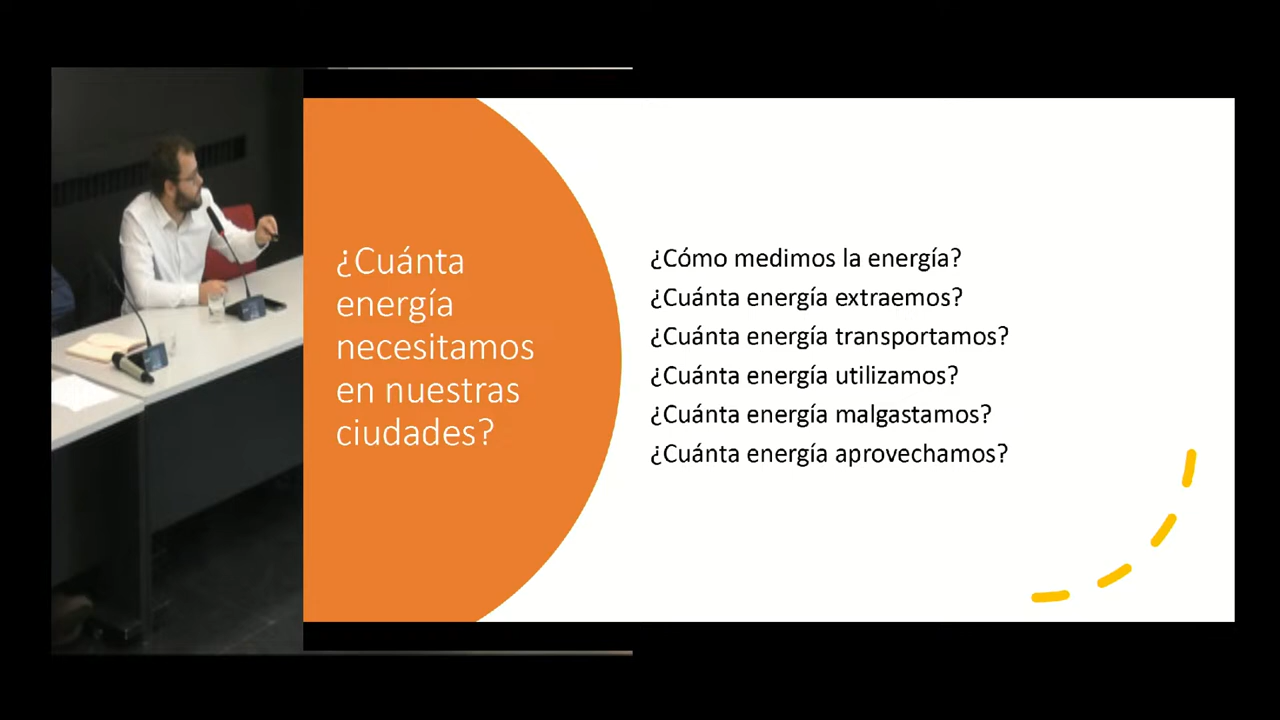 ¿Cuánta
energía
necesitamos
en nuestras
ciudades?
¿Cómo medimos la energía?
¿Cuánta energía extraemos?
¿Cuánta energía transportamos?
¿Cuánta energía utilizamos?
¿Cuánta energía malgastamos?
¿Cuánta energía aprovechamos?